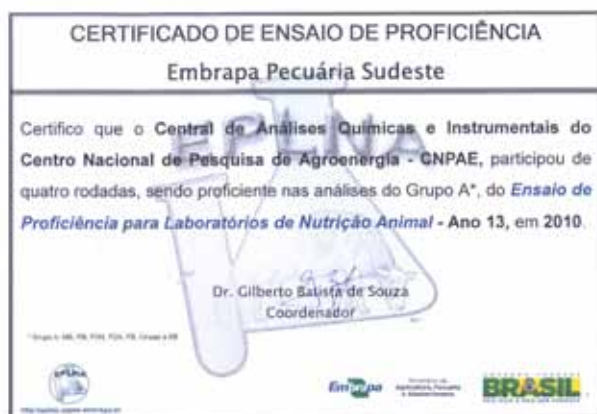 CERTIFICADO DE ENSAIO DE PROFICIÊNCIA
Embrapa Pecuária Sudeste
EPLNA
Certifico que o Central de Análises Químicas e Instrumentais do
Centro Nacional de Pesquisa de Agroenergia - CNPAE, participou de
quatro rodadas, sendo proficiente nas análises do Grupo A*, do Ensaio de
Proficiência para Laboratórios de Nutrição Animal - Ano 13, em 2010.
Dr. Gilberto Batista de Souza
Coordenador
EPLNA
Embrapa
BRASIL